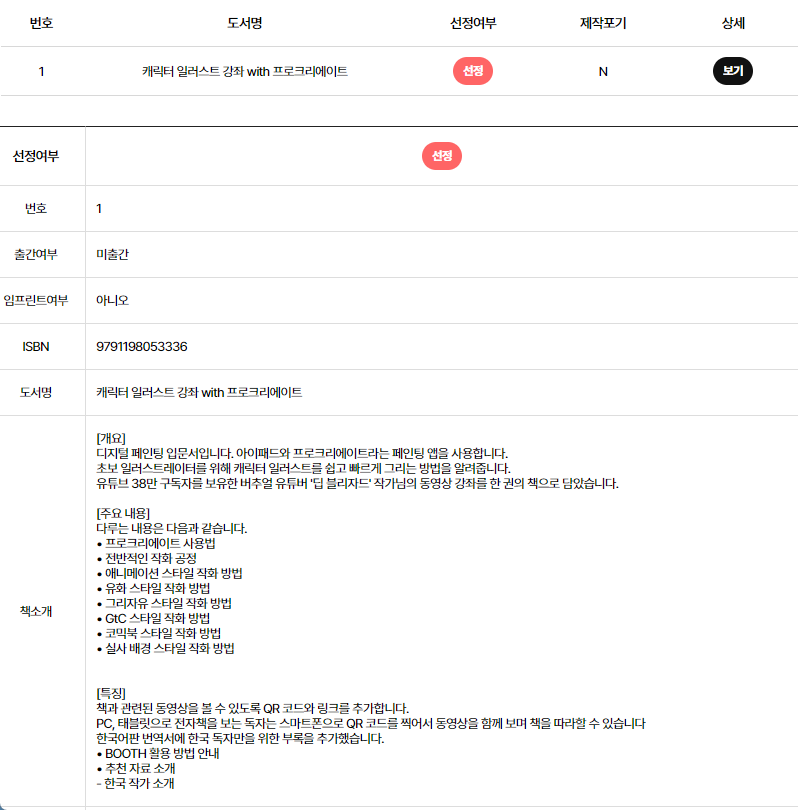 번호 도서명 선정여부 제작포기 상세
1 캐릭터 일러스트 강좌 with 프로크리에이트 선정 N 보기
선정여부 선정
번호 1
출간여부 미출간
임프린트여부 아니오
ISBN 9791198053336
도서명 캐릭터 일러스트 강좌 with 프로크리에이트
책소개
[개요]
디지털 페인팅 입문서입니다. 아이패드와 프로크리에이트라는 페인팅 앱을 사용합니다.
초보 일러스트레이터를 위해 캐릭터 일러스트를 쉽고 빠르게 그리는 방법을 알려줍니다.
유튜브 38만 구독자를 보유한 버추얼 유튜버 '딥 블리자드' 작가님의 동영상 강좌를 한 권의 책으로 담았습니다.
[주요 내용]
다루는 내용은 다음과 같습니다.
• 프로크리에이트 사용법
• 전반적인 작화 공정
• 애니메이션 스타일 작화 방법
• 유화 스타일 작화 방법
• 그리자유 스타일 작화 방법
• GtC 스타일 작화 방법
• 코믹북 스타일 작화 방법
• 실사 배경 스타일 작화 방법
[특징]
책과 관련된 동영상을 볼 수 있도록 QR 코드와 링크를 추가합니다.
PC, 태블릿으로 전자책을 보는 독자는 스마트폰으로 QR 코드를 찍어서 동영상을 함께 보며 책을 따라할 수 있습니다
한국어판 번역서에 한국 독자만을 위한 부록을 추가했습니다.
• BOOTH 활용 방법 안내
• 추천 자료 소개
- 한국 작가 소개